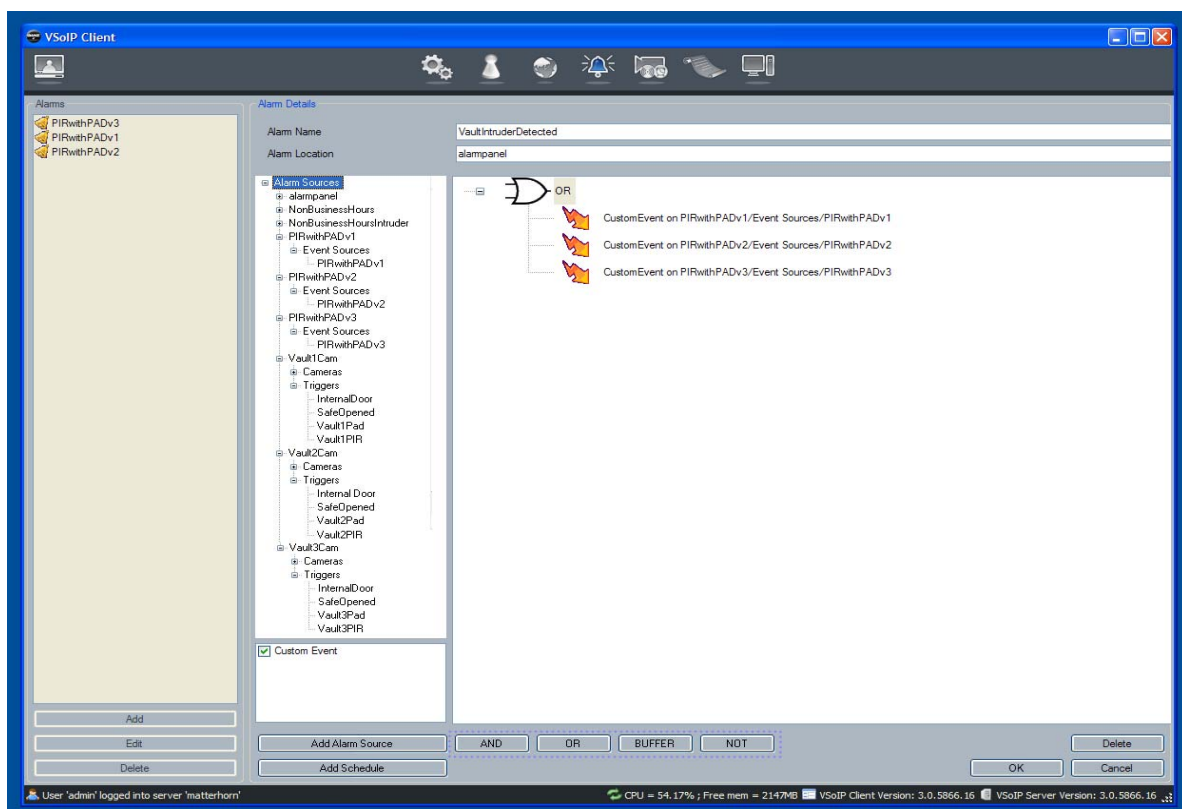 VSoIP Client
Alarms
PIRwithPADv3
PIRwithPADv1
PIRwithPADv2
Add
Edit
Delete
Alarm Details
Alarm Name
VaultIntruderDetected
Alarm Location
alarmpanel
Alarm Sources
alarmpanel
NonBusinessHours
NonBusinessHoursIntruder
PIRwithPADv1
Event Sources
PIRwithPADv1
PIRwithPADv2
Event Sources
PIRwithPADv2
PIRwithPADv3
Event Sources
PIRwithPADv3
Vault1Cam
Cameras
Triggers
InternalDoor
SafeOpened
Vault1Pad
Vault1PIR
Vault2Cam
Cameras
Triggers
Internal Door
SafeOpened
Vault2Pad
Vault2PIR
Vault3Cam
Cameras
Triggers
InternalDoor
SafeOpened
Vault3Pad
Vault3PIR
Custom Event
OR
CustomEvent on PIRwithPADv1/Event Sources/PIRwithPADv1
CustomEvent on PIRwithPADv2/Event Sources/PIRwithPADv2
CustomEvent on PIRwithPADv3/Event Sources/PIRwithPADv3
Add Alarm Source
AND
OR
BUFFER
NOT
Delete
Add Schedule
OK
Cancel
User 'admin' logged into server 'matterhorn'
CPU = 54.17% ; Free mem = 2147MB
VSoIP Client Version: 3.0.5866.16
VSoIP Server Version: 3.0.5866.16